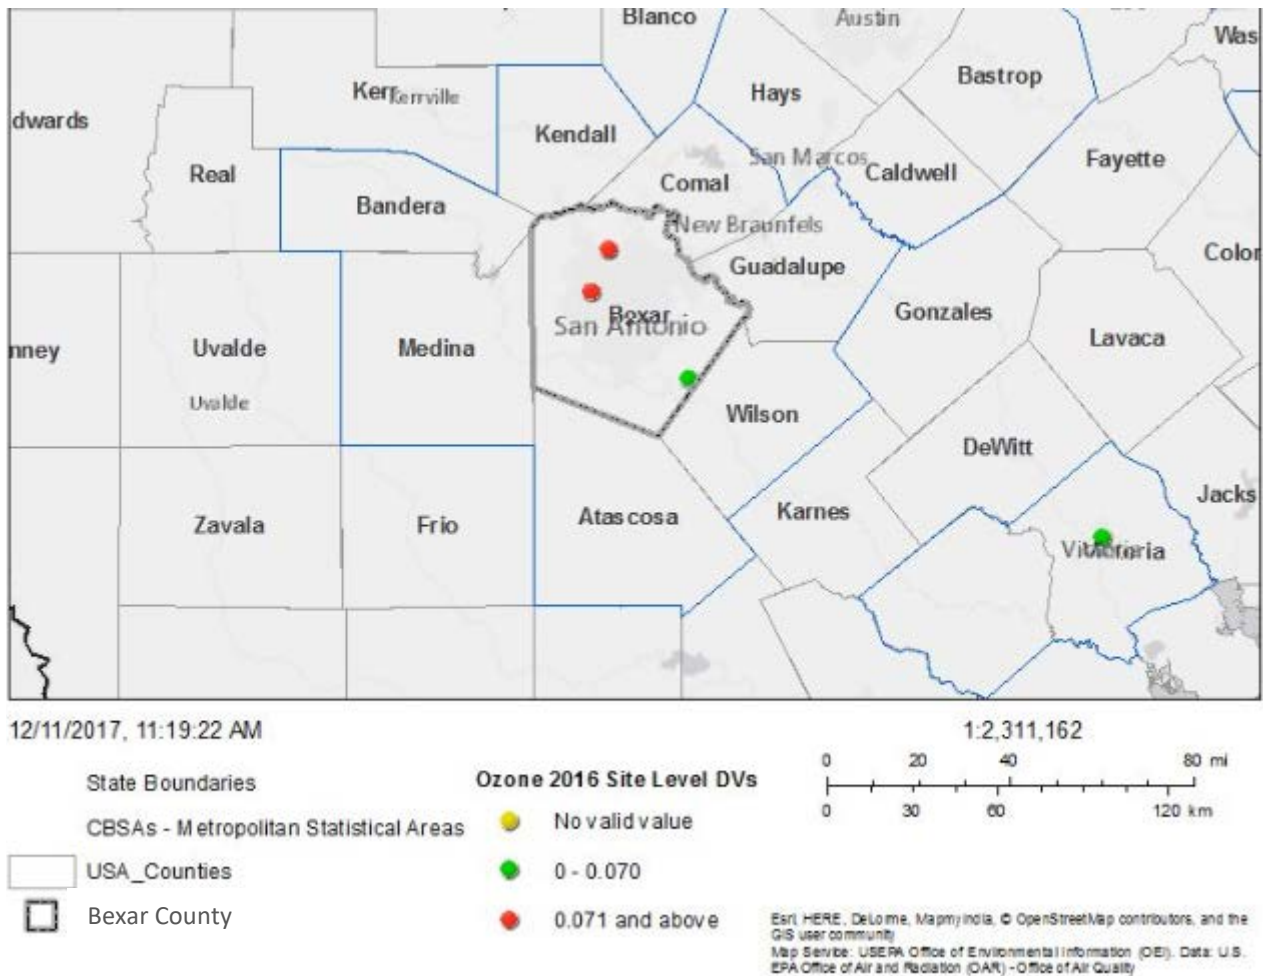 Blanco
Austin
Was
Bastrop
Kerr
Kerrville
Hays
dwards
Kendall
San Marcos
Fayette
Real
Comal
Caldwell
Bandera
New Braunfels
Color
Guadalupe
Bexar
Gonzales
San Antonio
Lavaca
nney
Uvalde
Medina
Uvalde
Wilson
DeWitt
Jacks
Zavala
Frio
Atascosa
Karnes
Victoria
12/11/2017, 11:19:22 AM
1:2,311,162
0 20 40 80 mi
0 30 60 120 km
State Boundaries
CBSAs - Metropolitan Statistical Areas
USA_Counties
Bexar County
Ozone 2016 Site Level DVs
No valid value
0 - 0.070
0.071 and above
Esri, HERE, DeLorme, MapmyIndia, © OpenStreetMap contributors, and the
GIS user community
Map Service: USEPA Office of Environmental Information (OEI). Data: U.S.
EPA Office of Air and Radiation (OAR) - Office of Air Quality